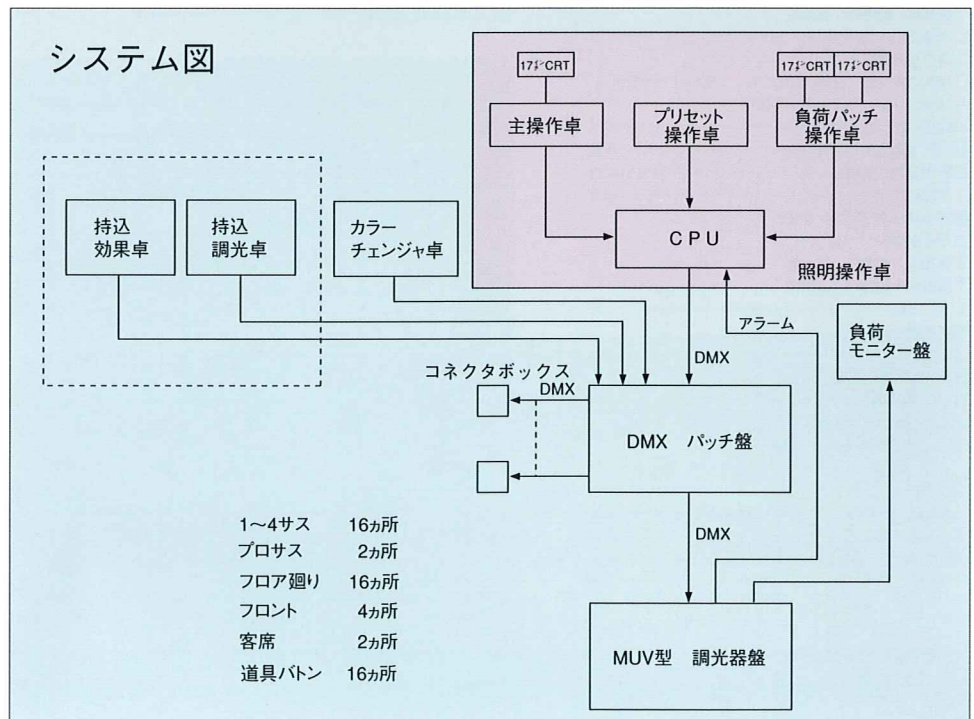 システム図
17㌅CRT
17㌅CRT
17㌅CRT
主操作卓
プリセット
操作卓
負荷パッチ
操作卓
CPU
照明操作卓
持込
効果卓
持込
調光卓
カラー
チェンジャ卓
アラーム
負荷
モニター盤
DMX
コネクタボックス
DMX
DMX パッチ盤
DMX
1～4サス 16ヵ所
プロサス 2ヵ所
フロア廻り 16ヵ所
フロント 4ヵ所
客席 2ヵ所
道具バトン 16ヵ所
MUV型 調光器盤